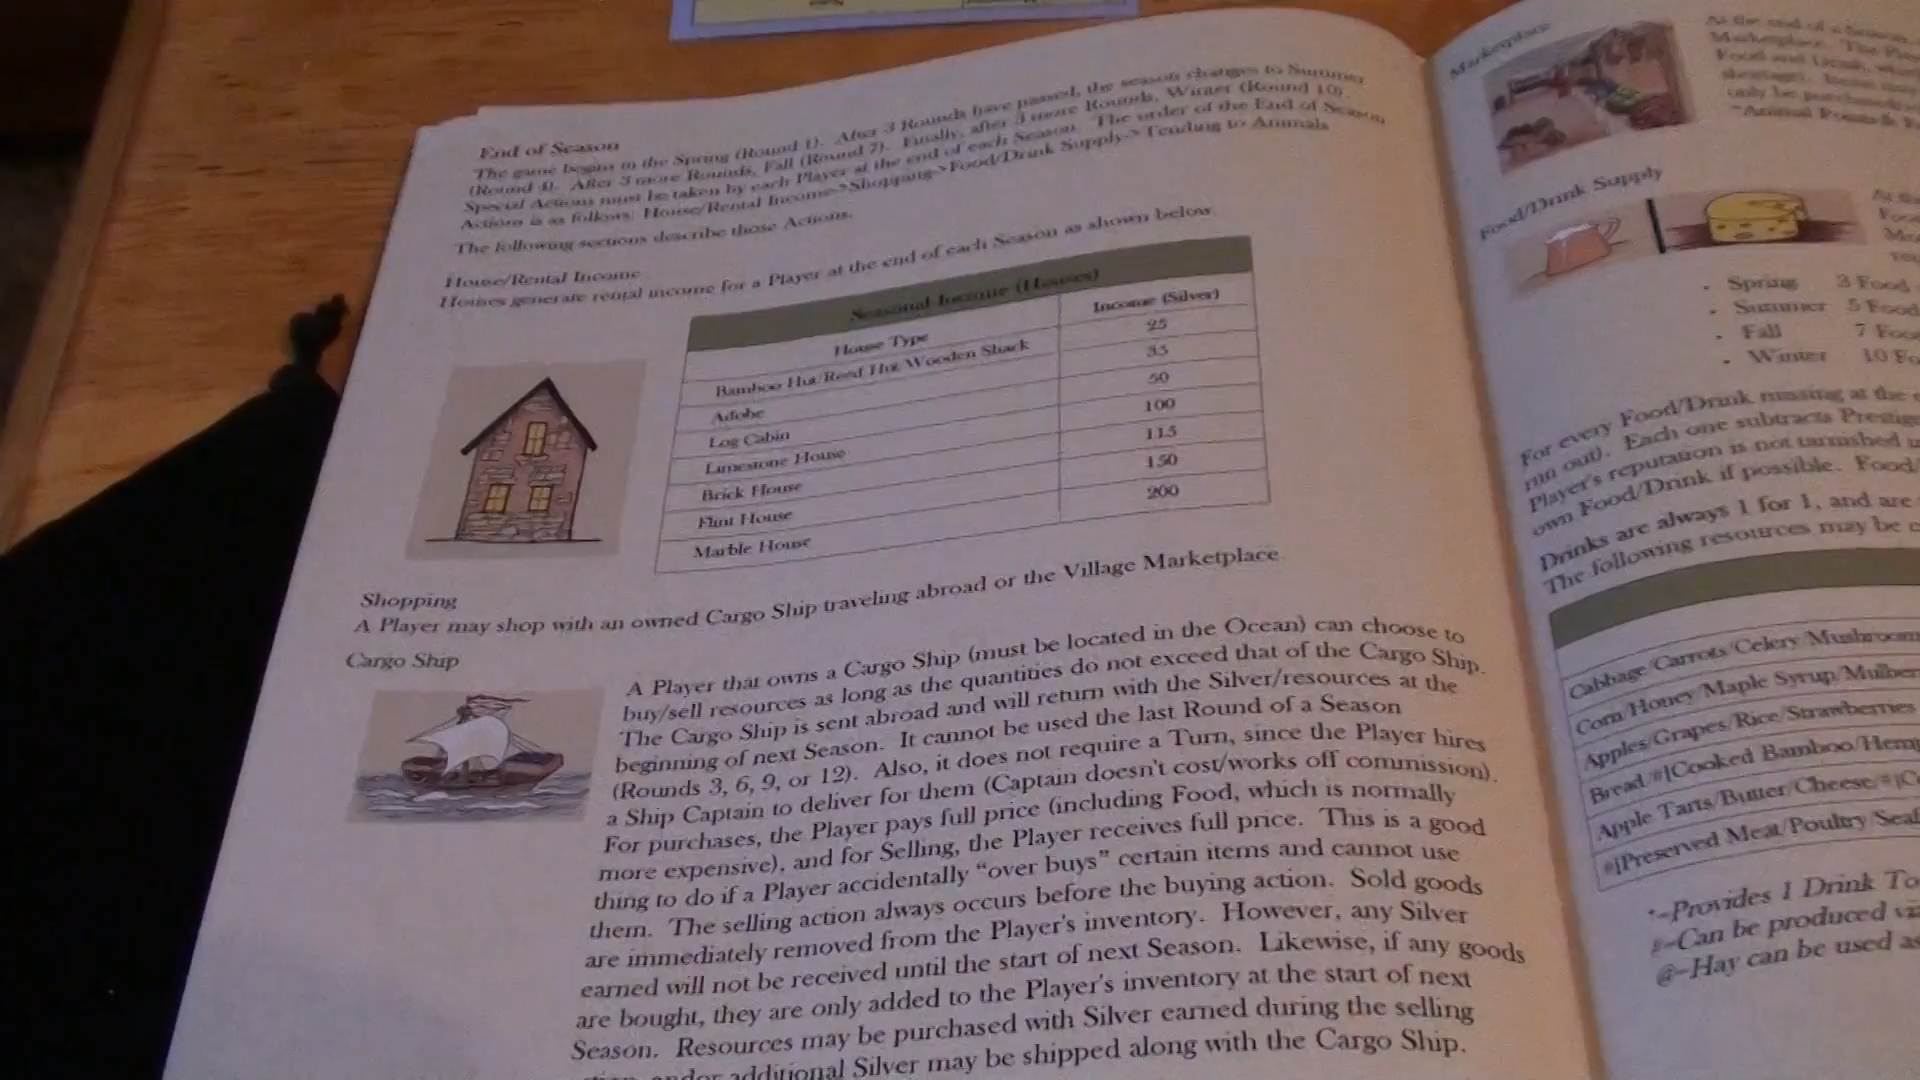 End of Season
The game begins in the Spring (Round 1). After 3 Rounds have passed, the season changes to Summer
(Round 4). After 3 more Rounds, Fall (Round 7). Finally, after 3 more Rounds, Winter (Round 10).
Special Actions must be taken by each Player at the end of each Season. The order of the End of Season
Actions is as follows: House/Rental Income->Shopping->Food/Drink Supply->Tending to Animals
The following sections describe those Actions.
House/Rental Income
Houses generate rental income for a Player at the end of each Season as shown below
Seasonal Income (Houses)
House Type Income (Silver)
Bamboo Hut/Reed Hut/Wooden Shack 25
Adobe 35
Log Cabin 50
Limestone House 100
Brick House 115
Flint House 150
Marble House 200
Shopping
A Player may shop with an owned Cargo Ship traveling abroad or the Village Marketplace
Cargo Ship
A Player that owns a Cargo Ship (must be located in the Ocean) can choose to
buy/sell resources as long as the quantities do not exceed that of the Cargo Ship.
The Cargo Ship is sent abroad and will return with the Silver/resources at the
beginning of next Season. It cannot be used the last Round of a Season
(Rounds 3, 6, 9, or 12). Also, it does not require a Turn, since the Player hires
a Ship Captain to deliver for them (Captain doesn't cost/works off commission).
For purchases, the Player pays full price (including Food, which is normally
more expensive), and for Selling, the Player receives full price. This is a good
thing to do if a Player accidentally “over buys” certain items and cannot use
them. The selling action always occurs before the buying action. Sold goods
are immediately removed from the Player's inventory. However, any Silver
earned will not be received until the start of next Season. Likewise, if any goods
are bought, they are only added to the Player's inventory at the start of next
Season. Resources may be purchased with Silver earned during the selling
additional Silver may be shipped along with the Cargo Ship.
Marketplace
At the end of a Season
Marketplace. The
Food and Drink,
only be purchased
Food/Drink Supply
Spring 3 Food
Summer 5 Food
Fall 7
Winter 10
For every Food/Drink missing at the
run out). Each one subtracts
Player's reputation is not tarnished
own Food/Drink if possible.
Drinks are always 1 for 1, and are
The following resources may be
Cabbage/Carrots/Celery/
Corn/Honey/Maple Syrup/
Apples/Grapes/Rice/Strawberries
Bread/#[Cooked Bamboo/
Apple Tarts/Butter/Cheese/
#[Preserved Meat/Poultry/
*-Provides 1 Drink
#-Can be produced
@-Hay can be used